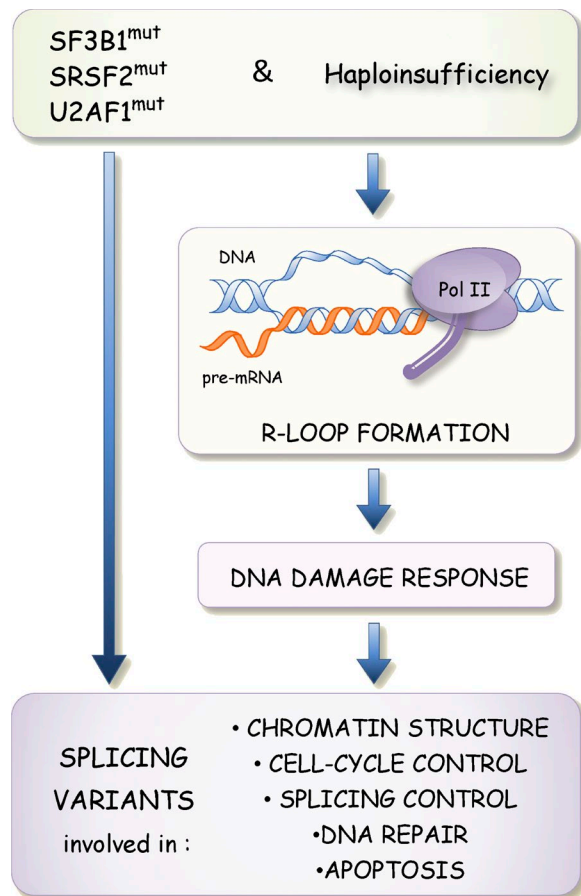 SF3B1mut
SRSF2mut
U2AF1mut
& Haploinsufficiency
DNA
Pol II
pre-mRNA
R-LOOP FORMATION
DNA DAMAGE RESPONSE
SPLICING
VARIANTS
involved in :
• CHROMATIN STRUCTURE
• CELL-CYCLE CONTROL
• SPLICING CONTROL
•DNA REPAIR
•APOPTOSIS